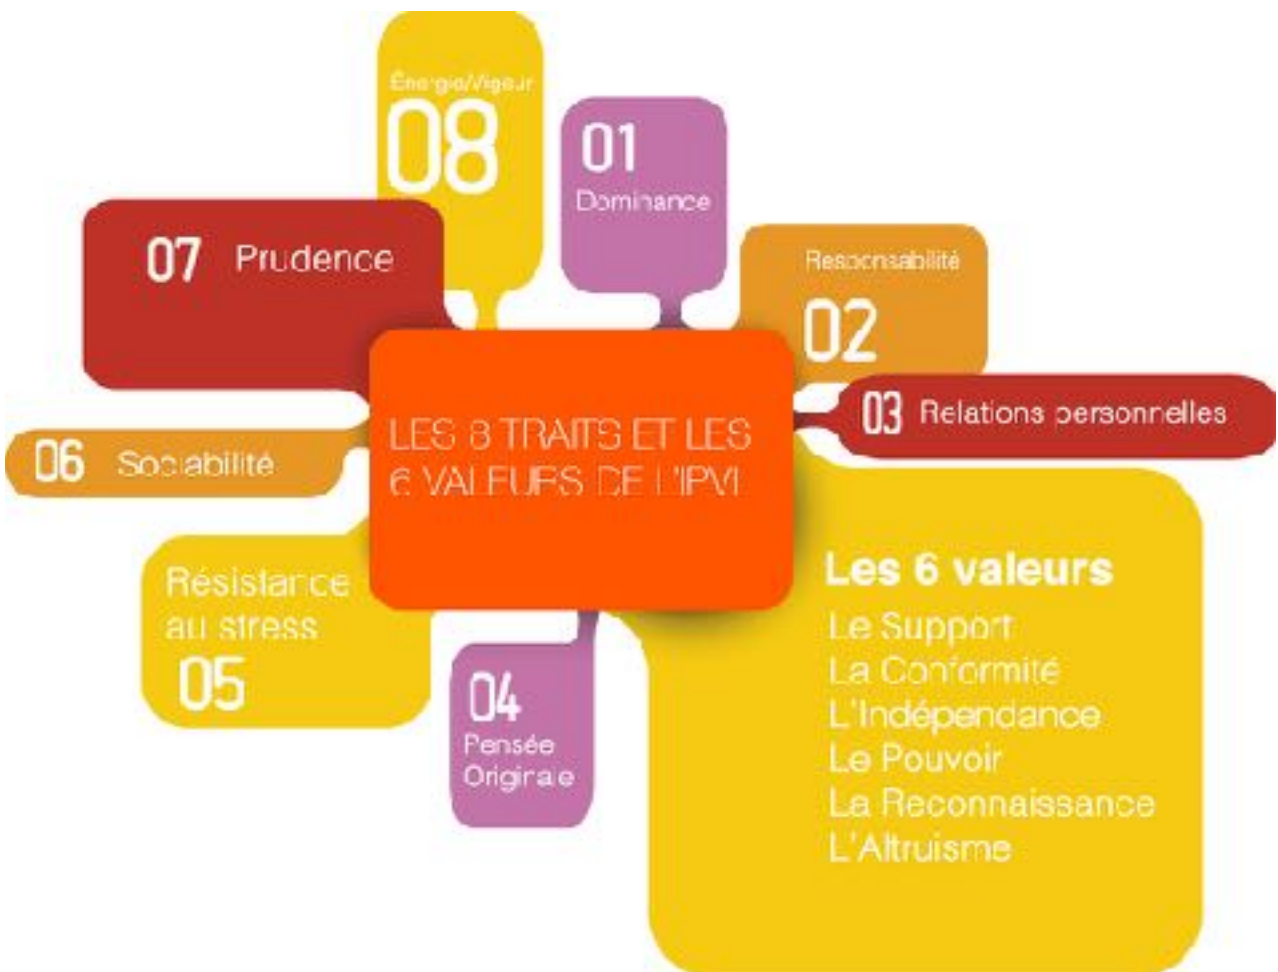 Énergie/Vigeur
08
01
Dominance
07 Prudence
Responsabilité
02
03 Relations personnelles
LES 8 TRAITS ET LES
6 VALEURS DE L'IPVI
06 Sociabilité
Résistance
au stress
05
04
Pensée
Originale
Les 6 valeurs
Le Support
La Conformité
L'Indépendance
Le Pouvoir
La Reconnaissance
L'Altruisme